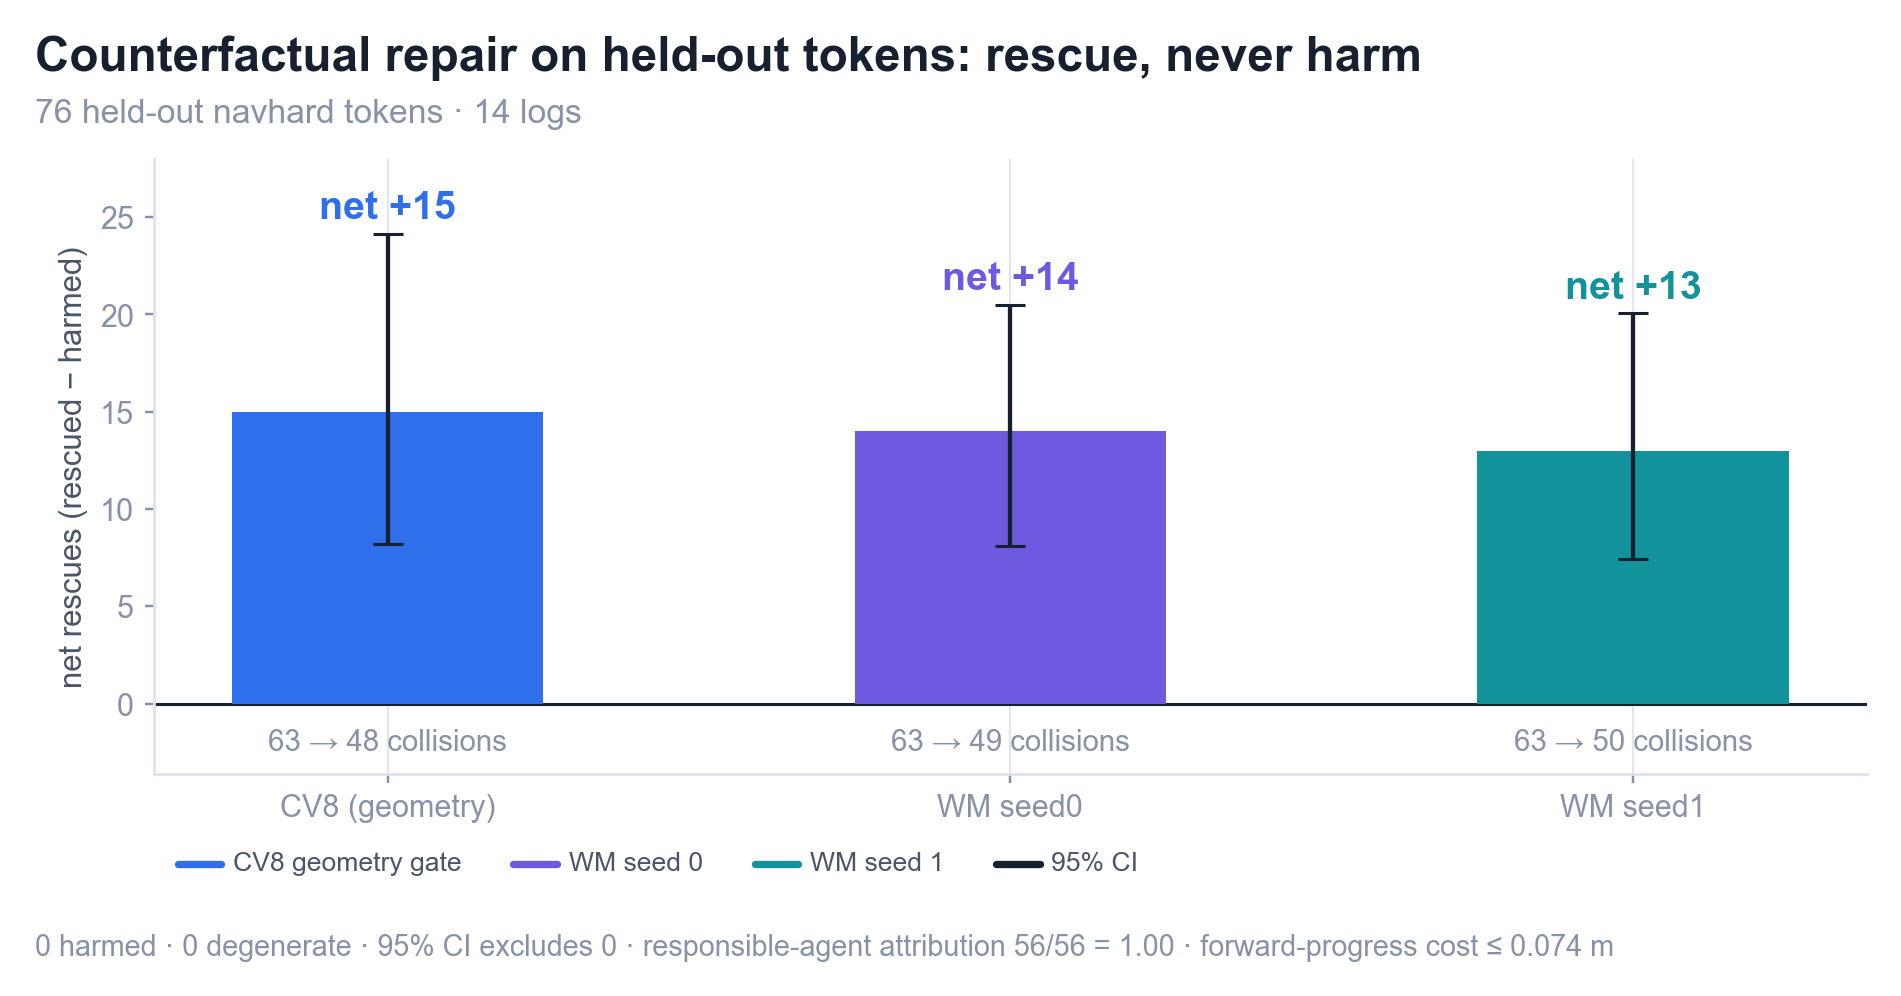 Counterfactual repair on held-out tokens: rescue, never harm
76 held-out navhard tokens · 14 logs
net rescues (rescued − harmed)
25
20
15
10
5
0
net +15
net +14
net +13
63 → 48 collisions
63 → 49 collisions
63 → 50 collisions
CV8 (geometry)
WM seed0
WM seed1
CV8 geometry gate
WM seed 0
WM seed 1
95% CI
0 harmed · 0 degenerate · 95% CI excludes 0 · responsible-agent attribution 56/56 = 1.00 · forward-progress cost ≤ 0.074 m